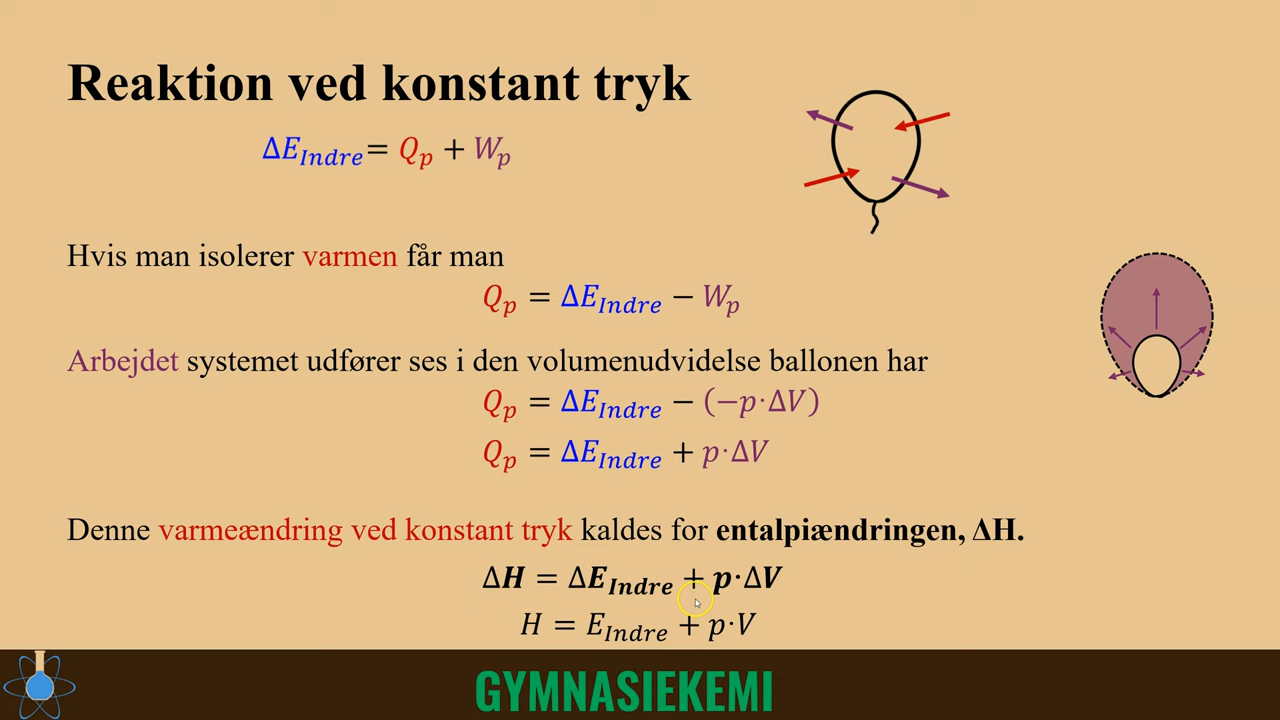 Reaktion ved konstant tryk
ΔE_Indre = Q_p + W_p
Hvis man isolerer varmen får man
Q_p = ΔE_Indre − W_p
Arbejdet systemet udfører ses i den volumenudvidelse ballonen har
Q_p = ΔE_Indre − (−p·ΔV)
Q_p = ΔE_Indre + p·ΔV
Denne varmeændring ved konstant tryk kaldes for entalpiændringen, ΔH.
ΔH = ΔE_Indre + p·ΔV
H = E_Indre + p·V
GYMNASIEKEMI